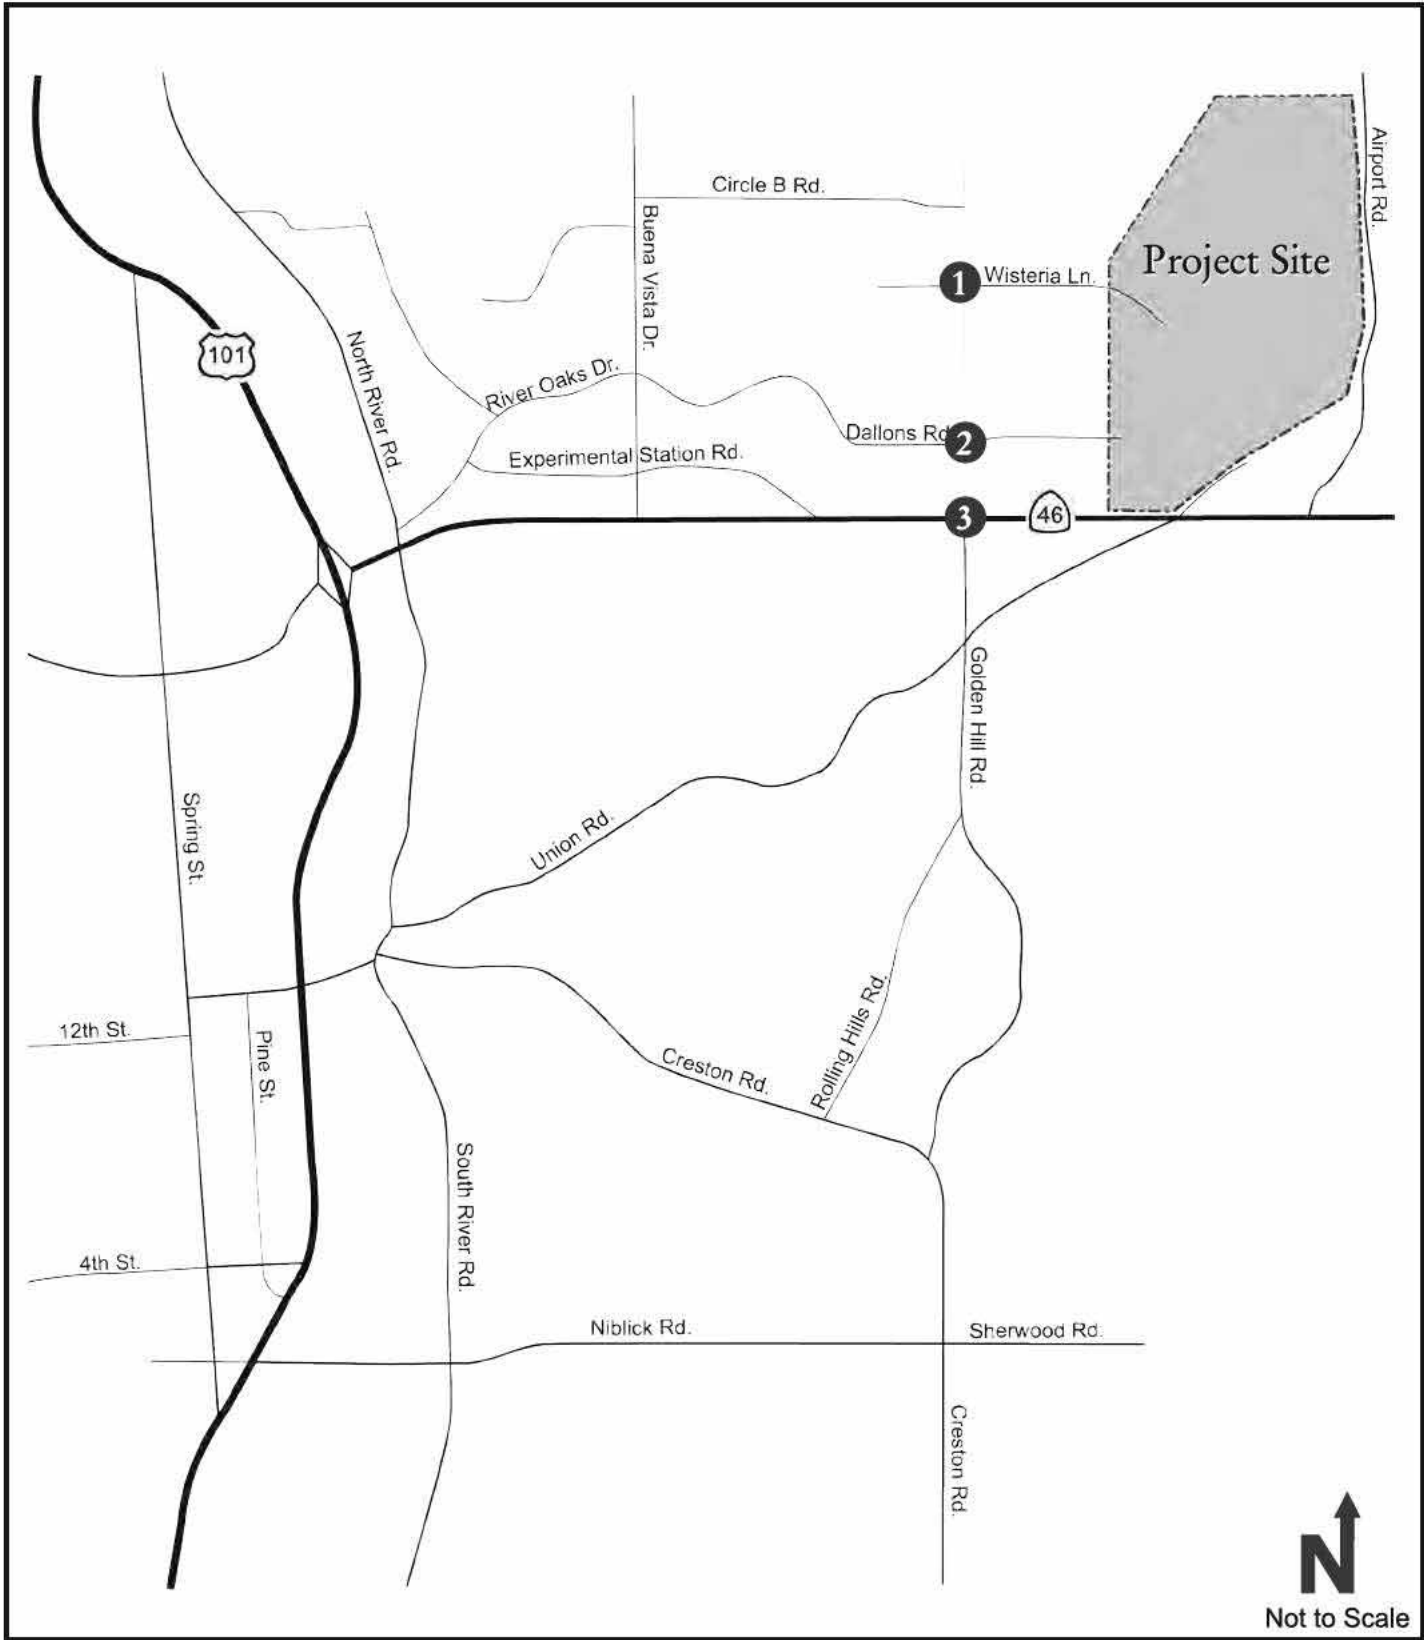 Circle B Rd.
Airport Rd.
Buena Vista Dr.
Project Site
1
Wisteria Ln.
101
North River Rd.
River Oaks Dr.
Dallons Rd
2
Experimental Station Rd.
3
46
Golden Hill Rd.
Spring St.
Union Rd.
Rolling Hills Rd.
12th St.
Pine St.
Creston Rd.
South River Rd.
4th St.
Niblick Rd.
Sherwood Rd.
Creston Rd.
N
Not to Scale